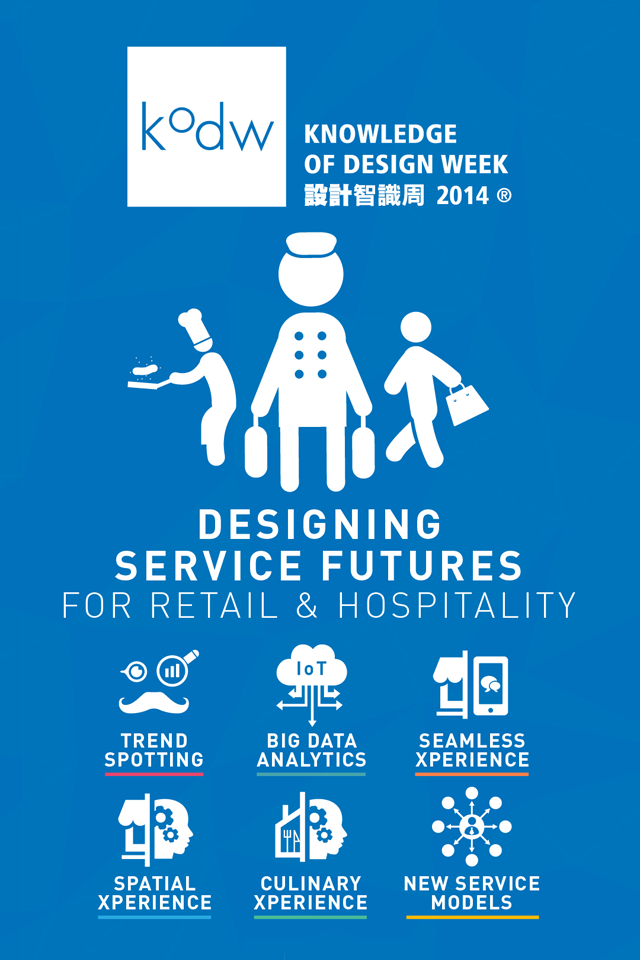 kodw
KNOWLEDGE
OF DESIGN WEEK
設計智識周 2014 ®
DESIGNING
SERVICE FUTURES
FOR RETAIL & HOSPITALITY
IoT
TREND
SPOTTING
BIG DATA
ANALYTICS
SEAMLESS
XPERIENCE
SPATIAL
XPERIENCE
CULINARY
XPERIENCE
NEW SERVICE
MODELS